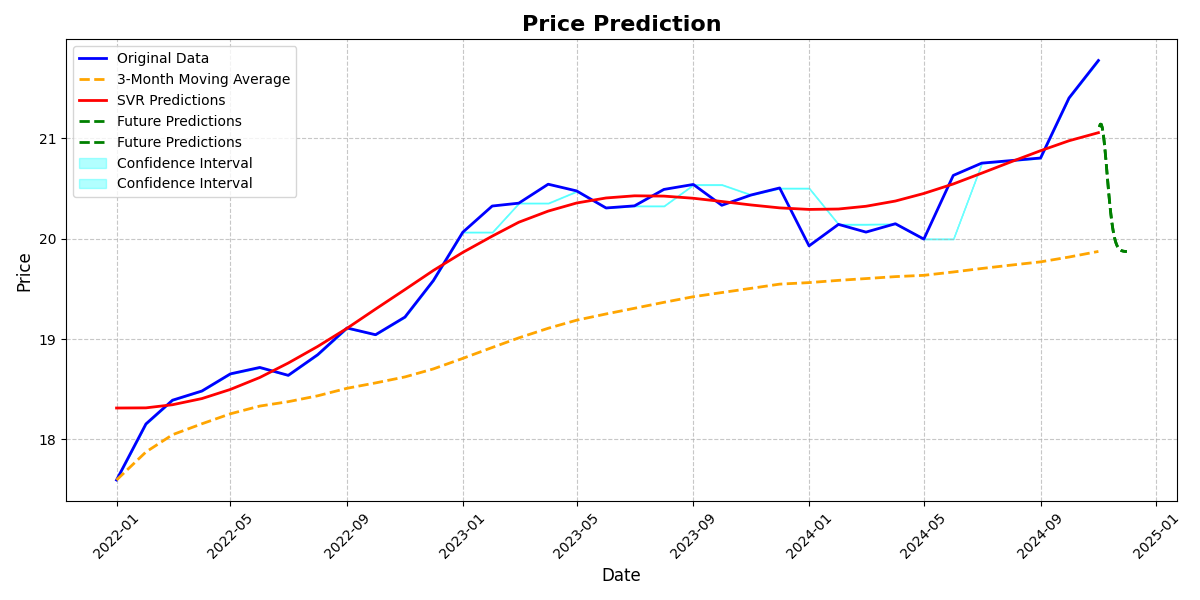 Price Prediction
Original Data
3-Month Moving Average
SVR Predictions
Future Predictions
Future Predictions
Confidence Interval
Confidence Interval
21
20
19
18
Price
2022-01
2022-05
2022-09
2023-01
2023-05
2023-09
2024-01
2024-05
2024-09
2025-01
Date